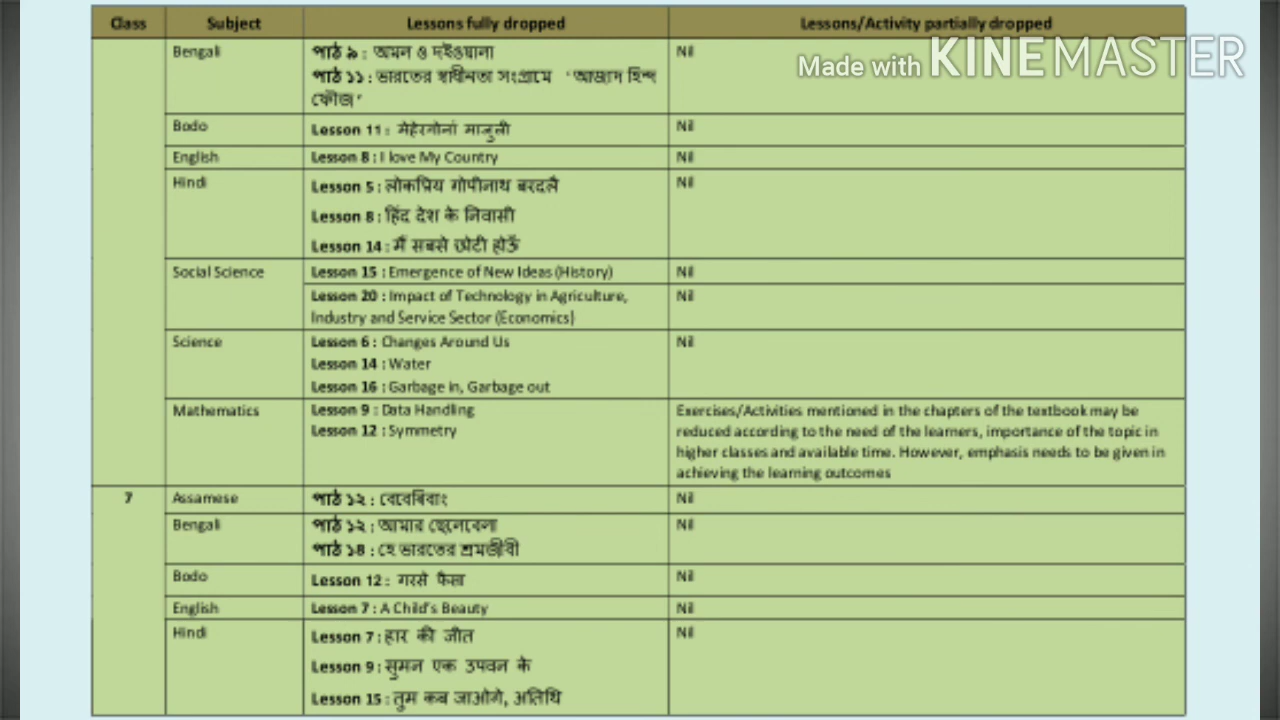 Class Subject Lessons fully dropped Lessons/Activity partially dropped
Made with KINEMASTER
Bengali পাঠ ৯ : অমল ও দইওয়ালা Nil
পাঠ ১১ : ভারতের স্বাধীনতা সংগ্রামে ‘আজাদ হিন্দ
ফৌজ’
Bodo Lesson 11 : मेहेरगोनां माजुली Nil
English Lesson 8 : I love My Country Nil
Hindi Lesson 5 : लोकप्रिय गोपीनाथ बरदलै Nil
Lesson 8 : हिंद देश के निवासी
Lesson 14 : मैं सबसे छोटी होऊँ
Social Science Lesson 15 : Emergence of New Ideas (History) Nil
Lesson 20 : Impact of Technology in Agriculture, Nil
Industry and Service Sector (Economics)
Science Lesson 6 : Changes Around Us Nil
Lesson 14 : Water
Lesson 16 : Garbage in, Garbage out
Mathematics Lesson 9 : Data Handling Exercises/Activities mentioned in the chapters of the textbook may be
Lesson 12 : Symmetry reduced according to the need of the learners, importance of the topic in
higher classes and available time. However, emphasis needs to be given in
achieving the learning outcomes
7 Assamese পাঠ ১২ : বেবেৰিবাং Nil
Bengali পাঠ ১২ : আমার ছেলেবেলা Nil
পাঠ ১৪ : হে ভারতের শ্রমজীবী
Bodo Lesson 12 : गरसे फैसा Nil
English Lesson 7 : A Child's Beauty Nil
Hindi Lesson 7 : हार की जीत Nil
Lesson 9 : सुमन एक उपवन के
Lesson 15 : तुम कब जाओगे, अतिथि